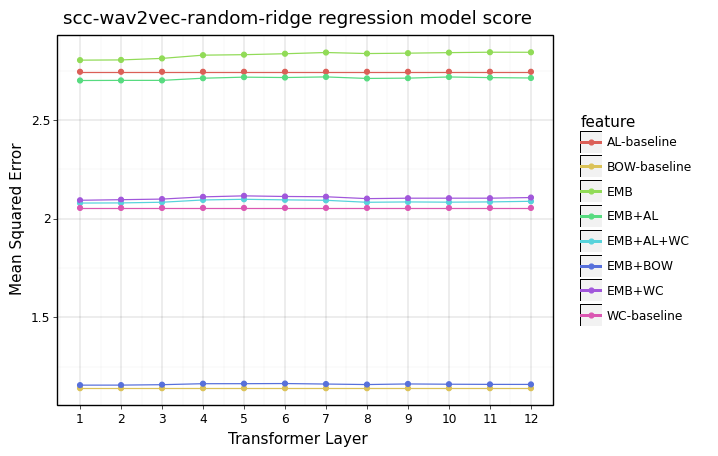 scc-wav2vec-random-ridge regression model score
Mean Squared Error
2.5
2
1.5
1
2
3
4
5
6
7
8
9
10
11
12
Transformer Layer
feature
AL-baseline
BOW-baseline
EMB
EMB+AL
EMB+AL+WC
EMB+BOW
EMB+WC
WC-baseline